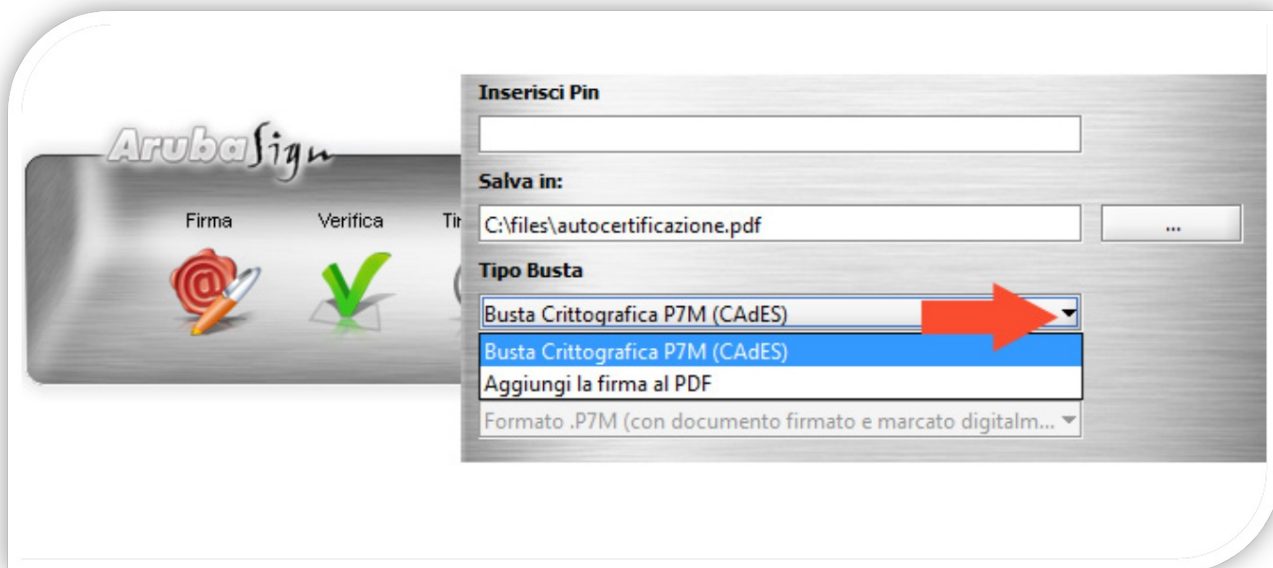 ArubaSign
Firma Verifica
Inserisci Pin
Salva in:
C:\files\autocertificazione.pdf ...
Tipo Busta
Busta Crittografica P7M (CAdES)
Busta Crittografica P7M (CAdES)
Aggiungi la firma al PDF
Formato .P7M (con documento firmato e marcato digitalm...